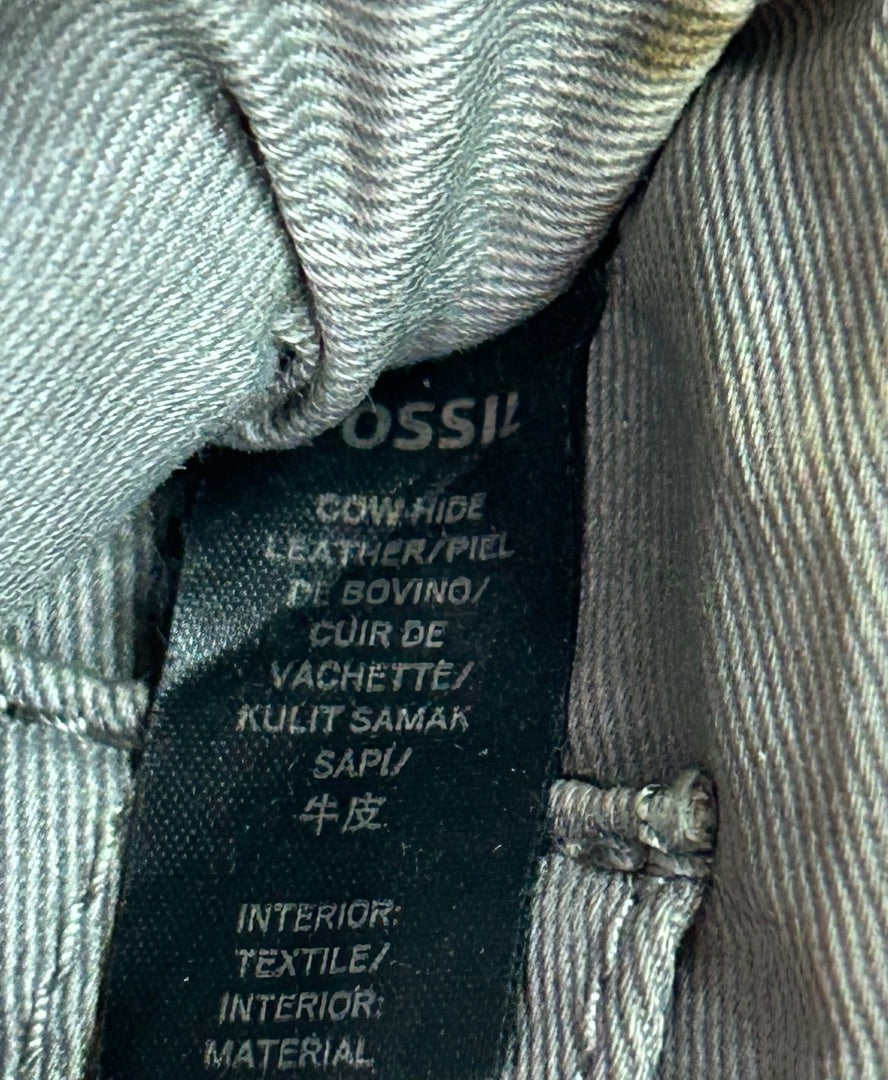 FOSSIL
COW HIDE
LEATHER/PIEL
DE BOVINO/
CUIR DE
VACHETTE/
KULIT SAMAK
SAPI/
牛皮
INTERIOR:
TEXTILE/
INTERIOR:
MATERIAL